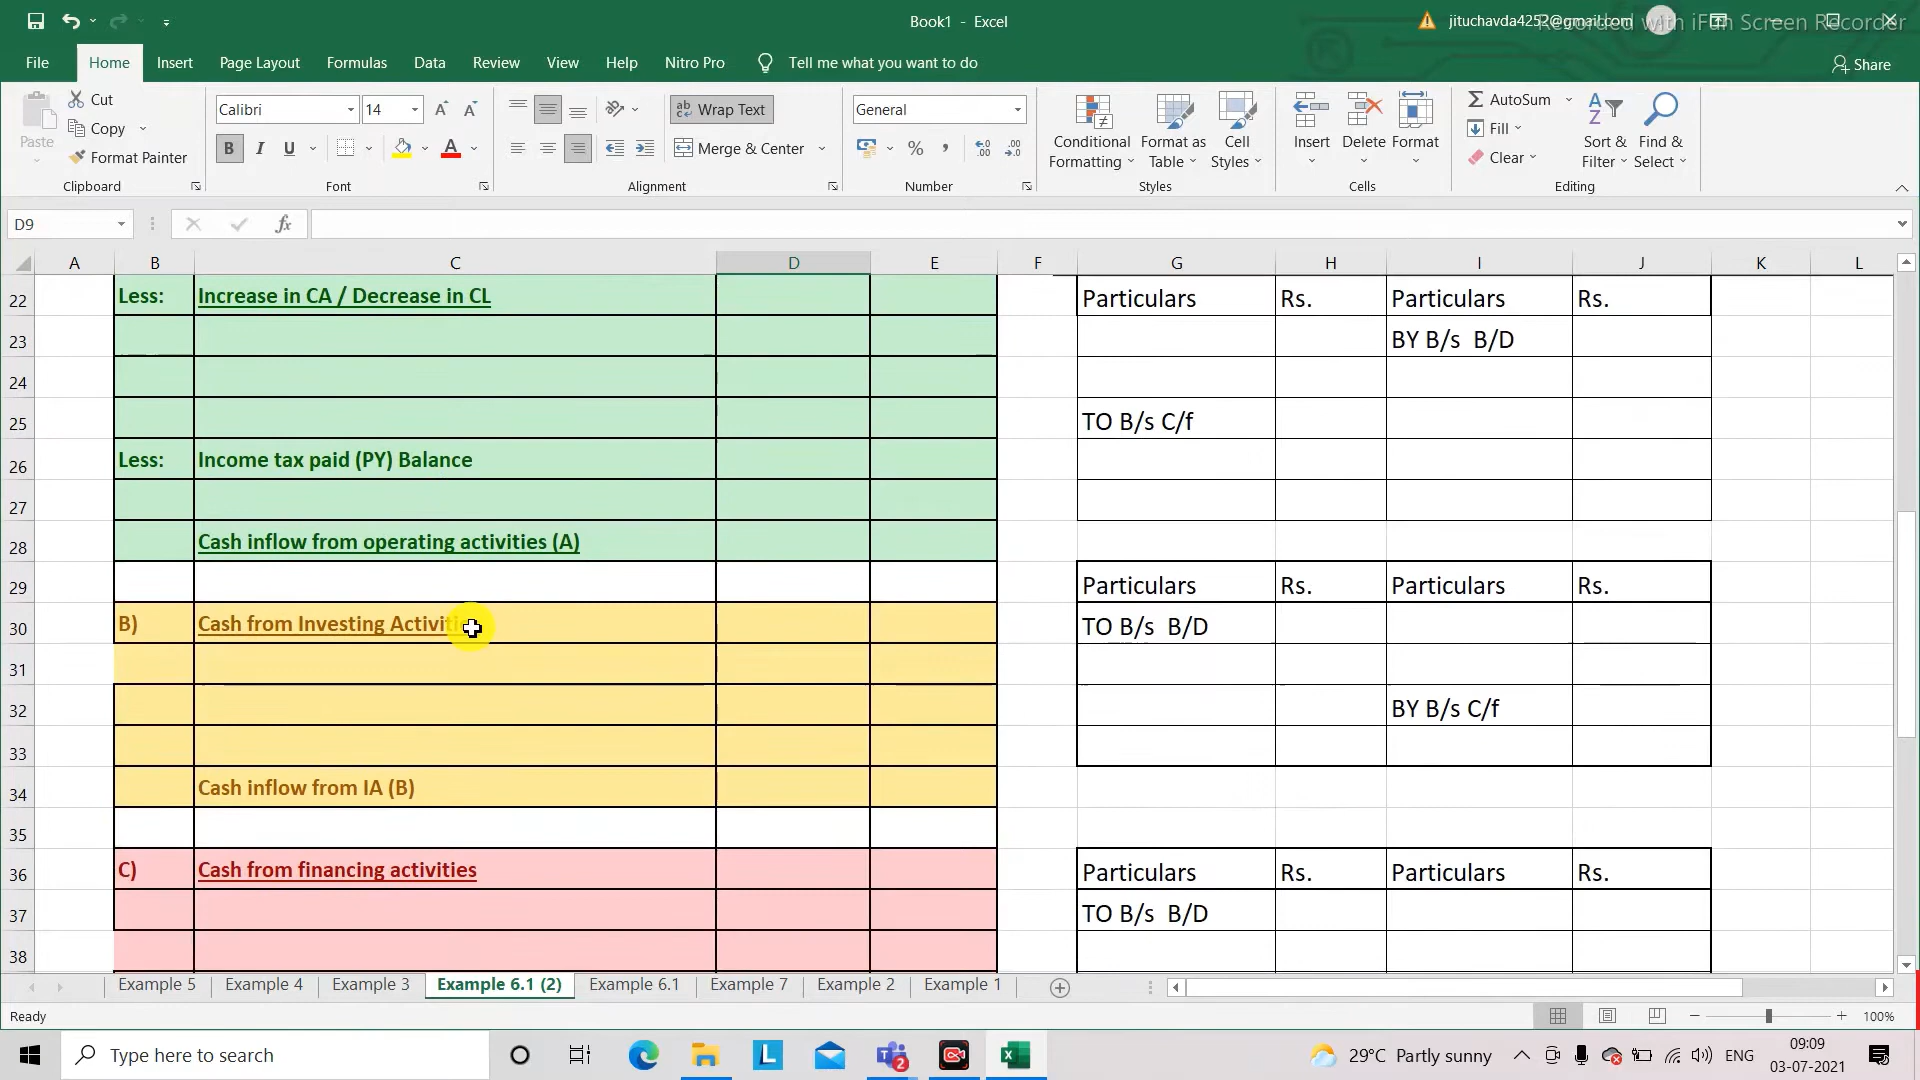 Book1 - Excel
jituchavda4252@gmail.com
Recorded with iFun Screen Recorder
File Home Insert Page Layout Formulas Data Review View Help Nitro Pro Tell me what you want to do
Share
Paste
Cut
Copy
Format Painter
Clipboard
Calibri 14
B I U
Font
Wrap Text
Merge & Center
Alignment
General
Number
Conditional Formatting
Format as Table
Cell Styles
Styles
Insert Delete Format
Cells
AutoSum
Fill
Clear
Sort & Filter
Find & Select
Editing
D9
fx
A B C D E F G H I J K L
22 Less: Increase in CA / Decrease in CL Particulars Rs. Particulars Rs.
23 BY B/s B/D
24
25 TO B/s C/f
26 Less: Income tax paid (PY) Balance
27
28 Cash inflow from operating activities (A)
29 Particulars Rs. Particulars Rs.
30 B) Cash from Investing Activities TO B/s B/D
31
32 BY B/s C/f
33
34 Cash inflow from IA (B)
35
36 C) Cash from financing activities Particulars Rs. Particulars Rs.
37 TO B/s B/D
38
Example 5 Example 4 Example 3 Example 6.1 (2) Example 6.1 Example 7 Example 2 Example 1
Ready
100%
Type here to search
29°C Partly sunny
ENG
09:09
03-07-2021